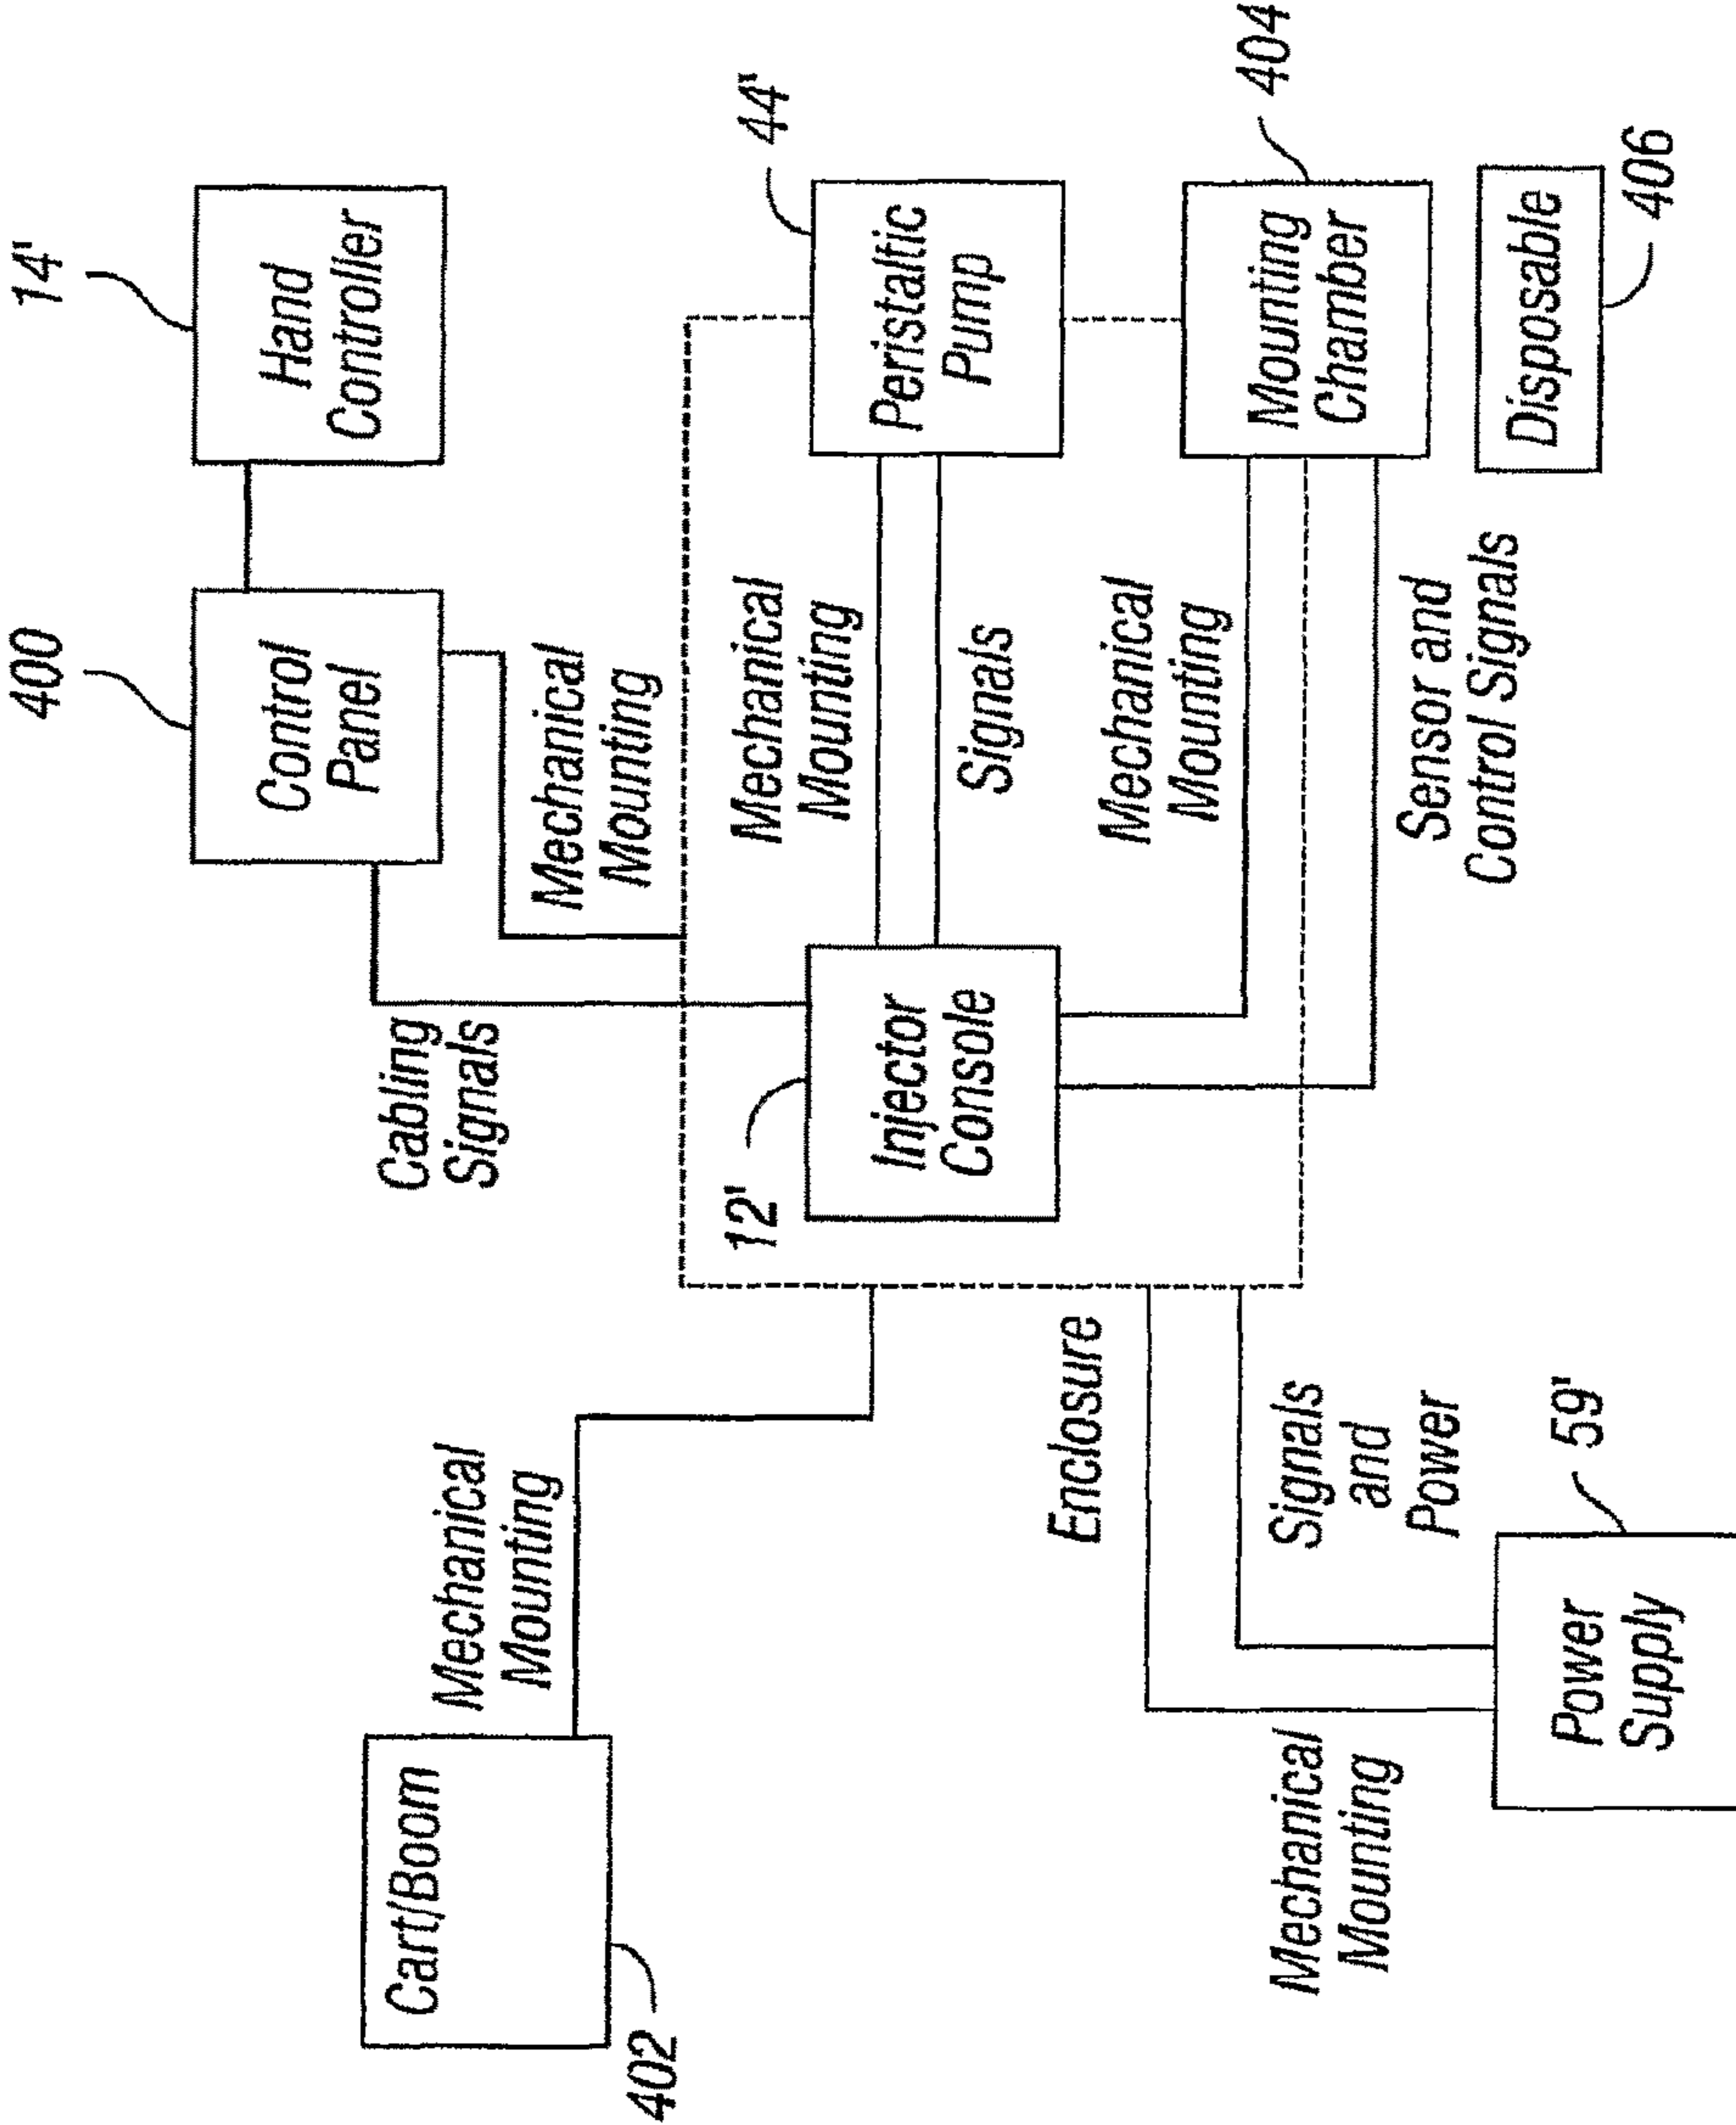 14'
Hand
Controller
400
Control
Panel
Cabling
Signals
Mechanical
Mounting
44'
Peristaltic
Pump
Mechanical
Mounting
Signals
12'
Injector
Console
404
Mounting
Chamber
Mechanical
Mounting
Sensor and
Control Signals
Disposable
406
Cart/Boom
402
Mechanical
Mounting
Enclosure
Signals
and
Power
Mechanical
Mounting
Power
Supply
59'